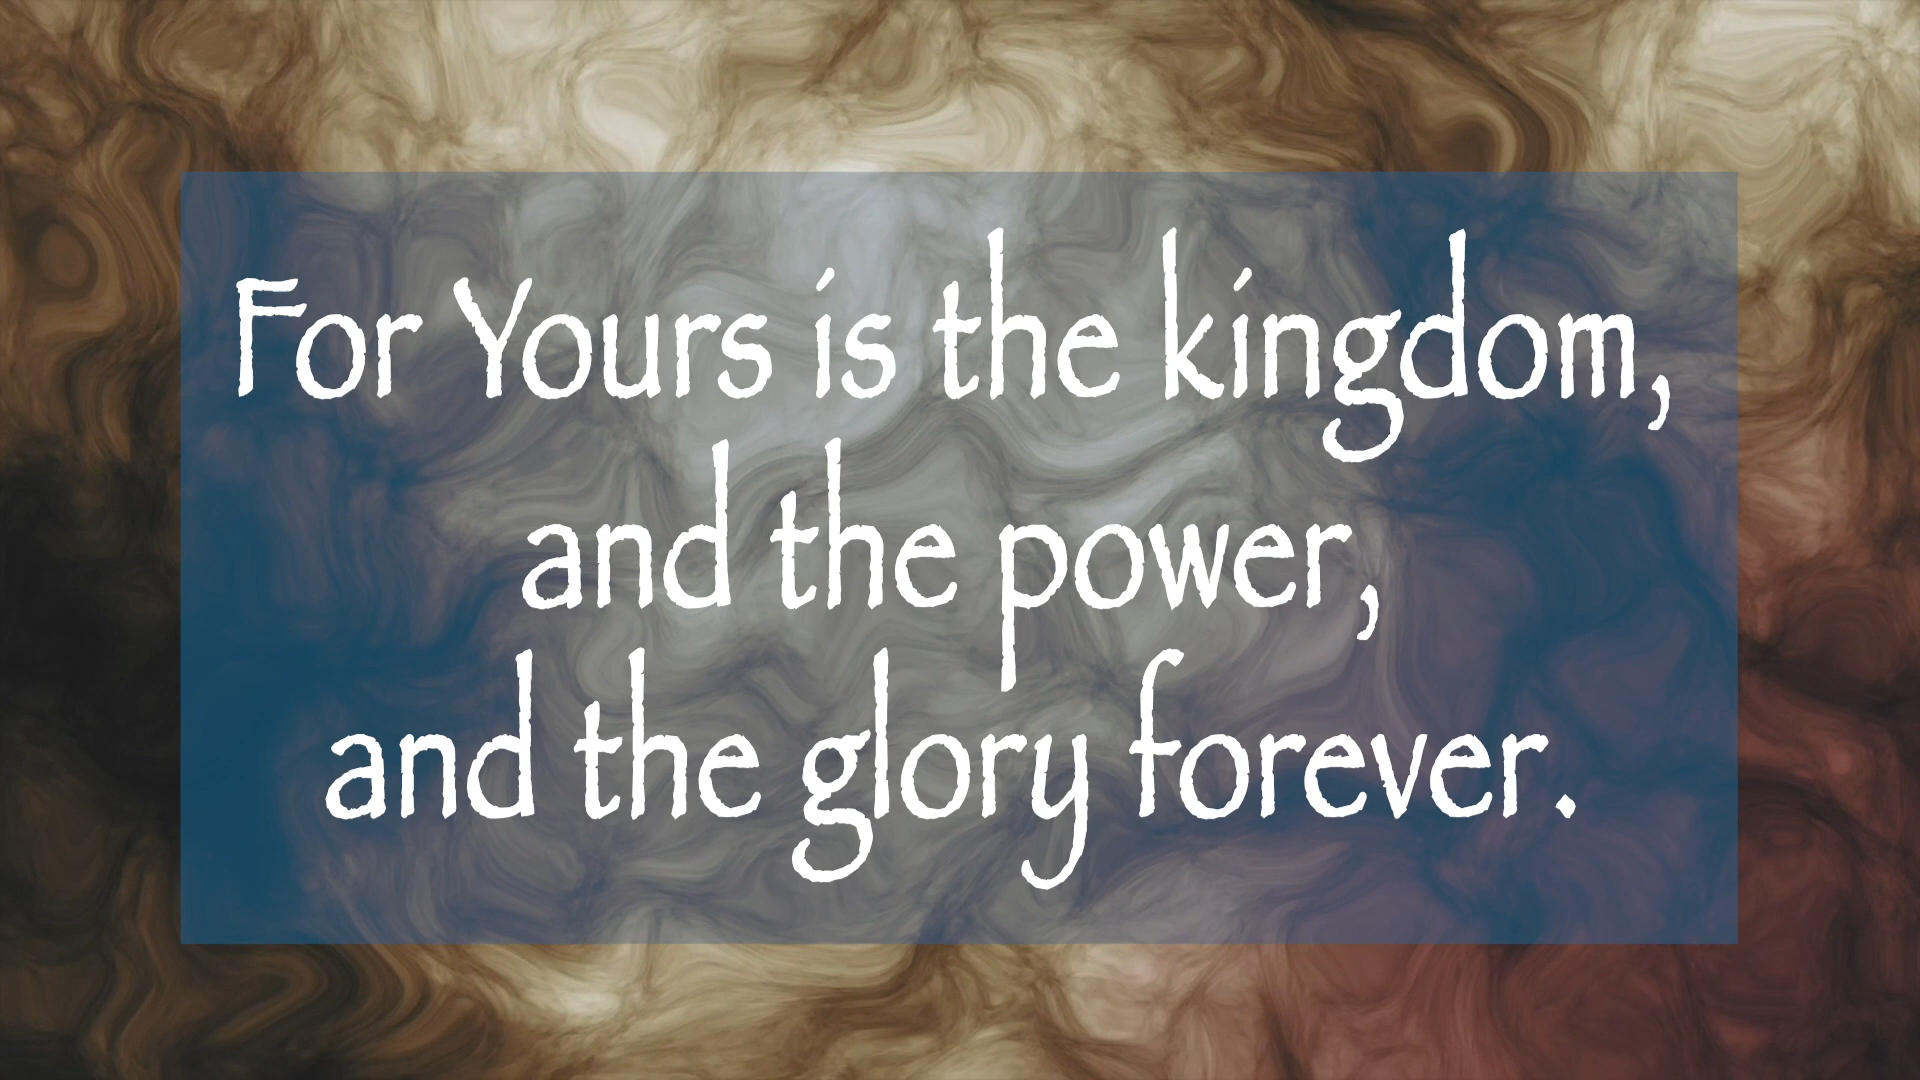 For Yours is the kingdom,
and the power,
and the glory forever.